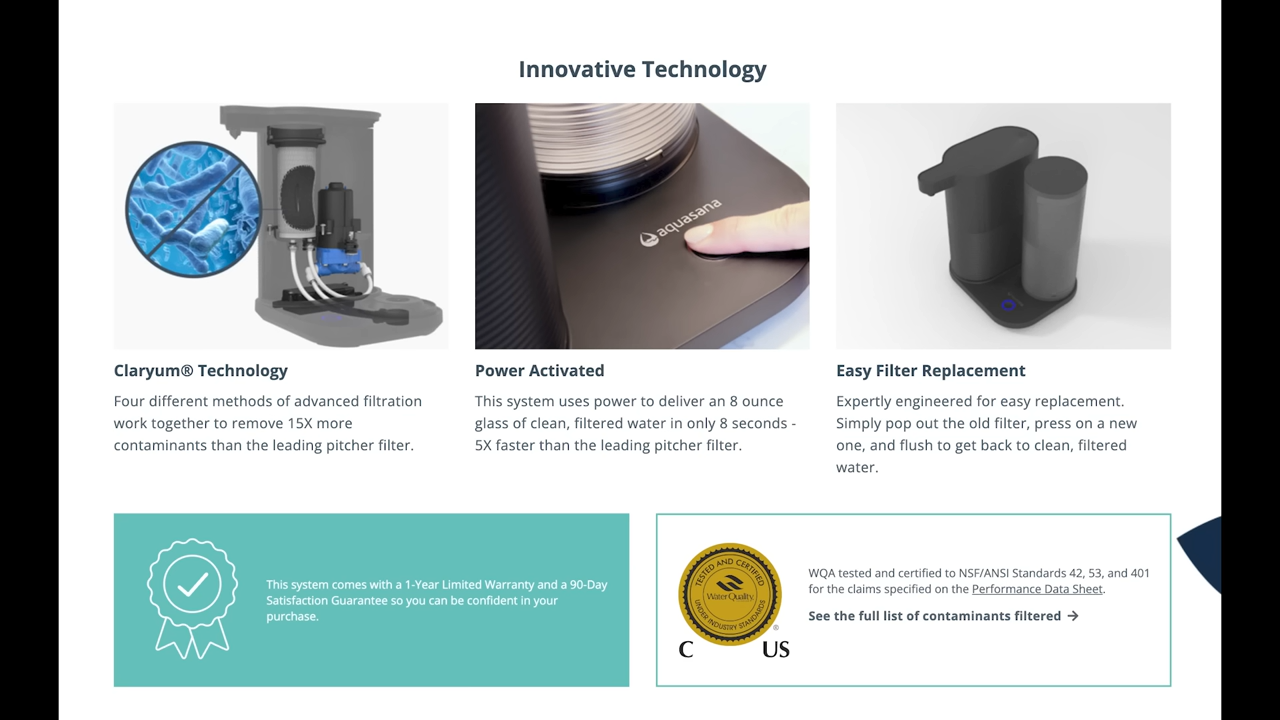 Innovative Technology
aquasana
Claryum® Technology
Four different methods of advanced filtration
work together to remove 15X more
contaminants than the leading pitcher filter.
Power Activated
This system uses power to deliver an 8 ounce
glass of clean, filtered water in only 8 seconds -
5X faster than the leading pitcher filter.
Easy Filter Replacement
Expertly engineered for easy replacement.
Simply pop out the old filter, press on a new
one, and flush to get back to clean, filtered
water.
This system comes with a 1-Year Limited Warranty and a 90-Day
Satisfaction Guarantee so you can be confident in your
purchase.
TESTED AND CERTIFIED
Water Quality
UNDER INDUSTRY STANDARDS
®
C US
WQA tested and certified to NSF/ANSI Standards 42, 53, and 401
for the claims specified on the Performance Data Sheet.
See the full list of contaminants filtered →